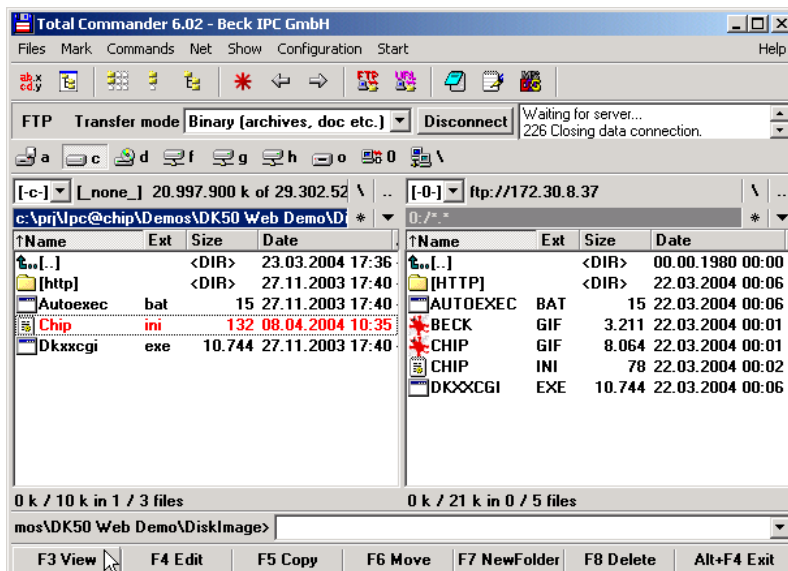 Total Commander 6.02 - Beck IPC GmbH
Files Mark Commands Net Show Configuration Start Help
FTP Transfer mode Binary (archives, doc etc.) Disconnect Waiting for server...
226 Closing data connection.
a c d f g h o 0 \
[-c-] [_none_] 20.997.900 k of 29.302.52 \ .. [-0-] ftp://172.30.8.37 \ ..
c:\prj\Ipc@chip\Demos\DK50 Web Demo\Di * 0:/*.* *
↑Name Ext Size Date ↑Name Ext Size Date
[..] <DIR> 23.03.2004 17:36 - [..] <DIR> 00.00.1980 00:00
[http] <DIR> 27.11.2003 17:40 - [HTTP] <DIR> 22.03.2004 00:06
Autoexec bat 15 27.11.2003 17:40 - AUTOEXEC BAT 15 22.03.2004 00:06
Chip ini 132 08.04.2004 10:35 BECK GIF 3.211 22.03.2004 00:01
Dkxxcgi exe 10.744 27.11.2003 17:40 - CHIP GIF 8.064 22.03.2004 00:01
CHIP INI 78 22.03.2004 00:02
DKXXCGI EXE 10.744 22.03.2004 00:06
0 k / 10 k in 1 / 3 files 0 k / 21 k in 0 / 5 files
mos\DK50 Web Demo\DiskImage>
F3 View F4 Edit F5 Copy F6 Move F7 NewFolder F8 Delete Alt+F4 Exit